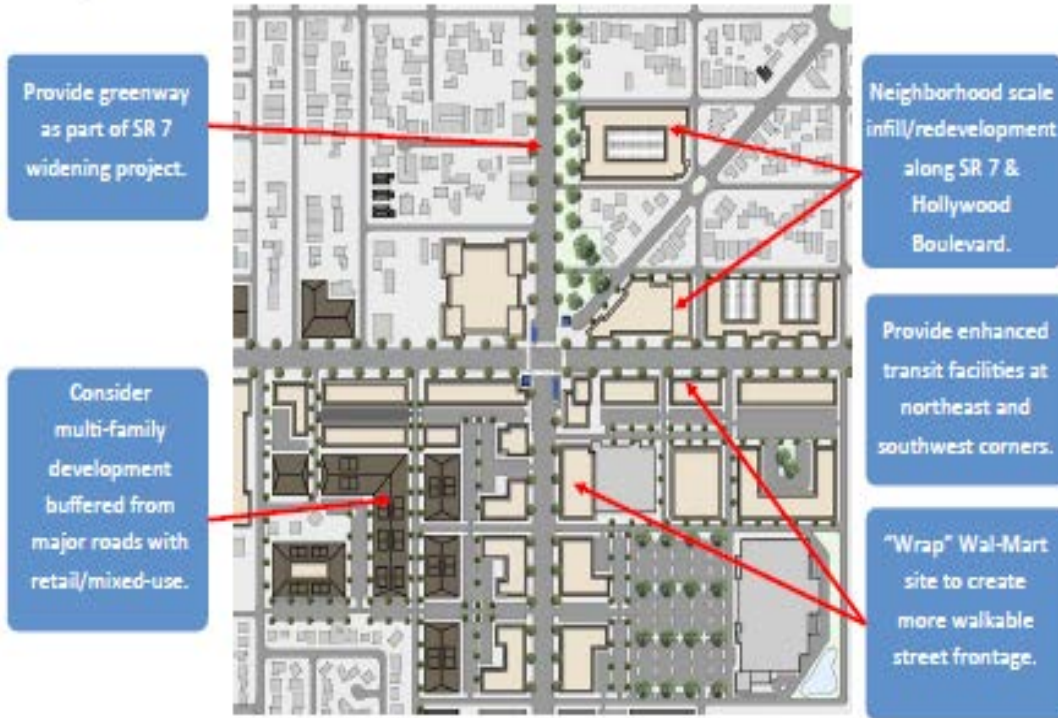 Provide greenway
as part of SR 7
widening project.
Consider
multi-family
development
buffered from
major roads with
retail/mixed-use.
Neighborhood scale
infill/redevelopment
along SR 7 &
Hollywood
Boulevard.
Provide enhanced
transit facilities at
northeast and
southwest corners.
"Wrap" Wal-Mart
site to create
more walkable
street frontage.